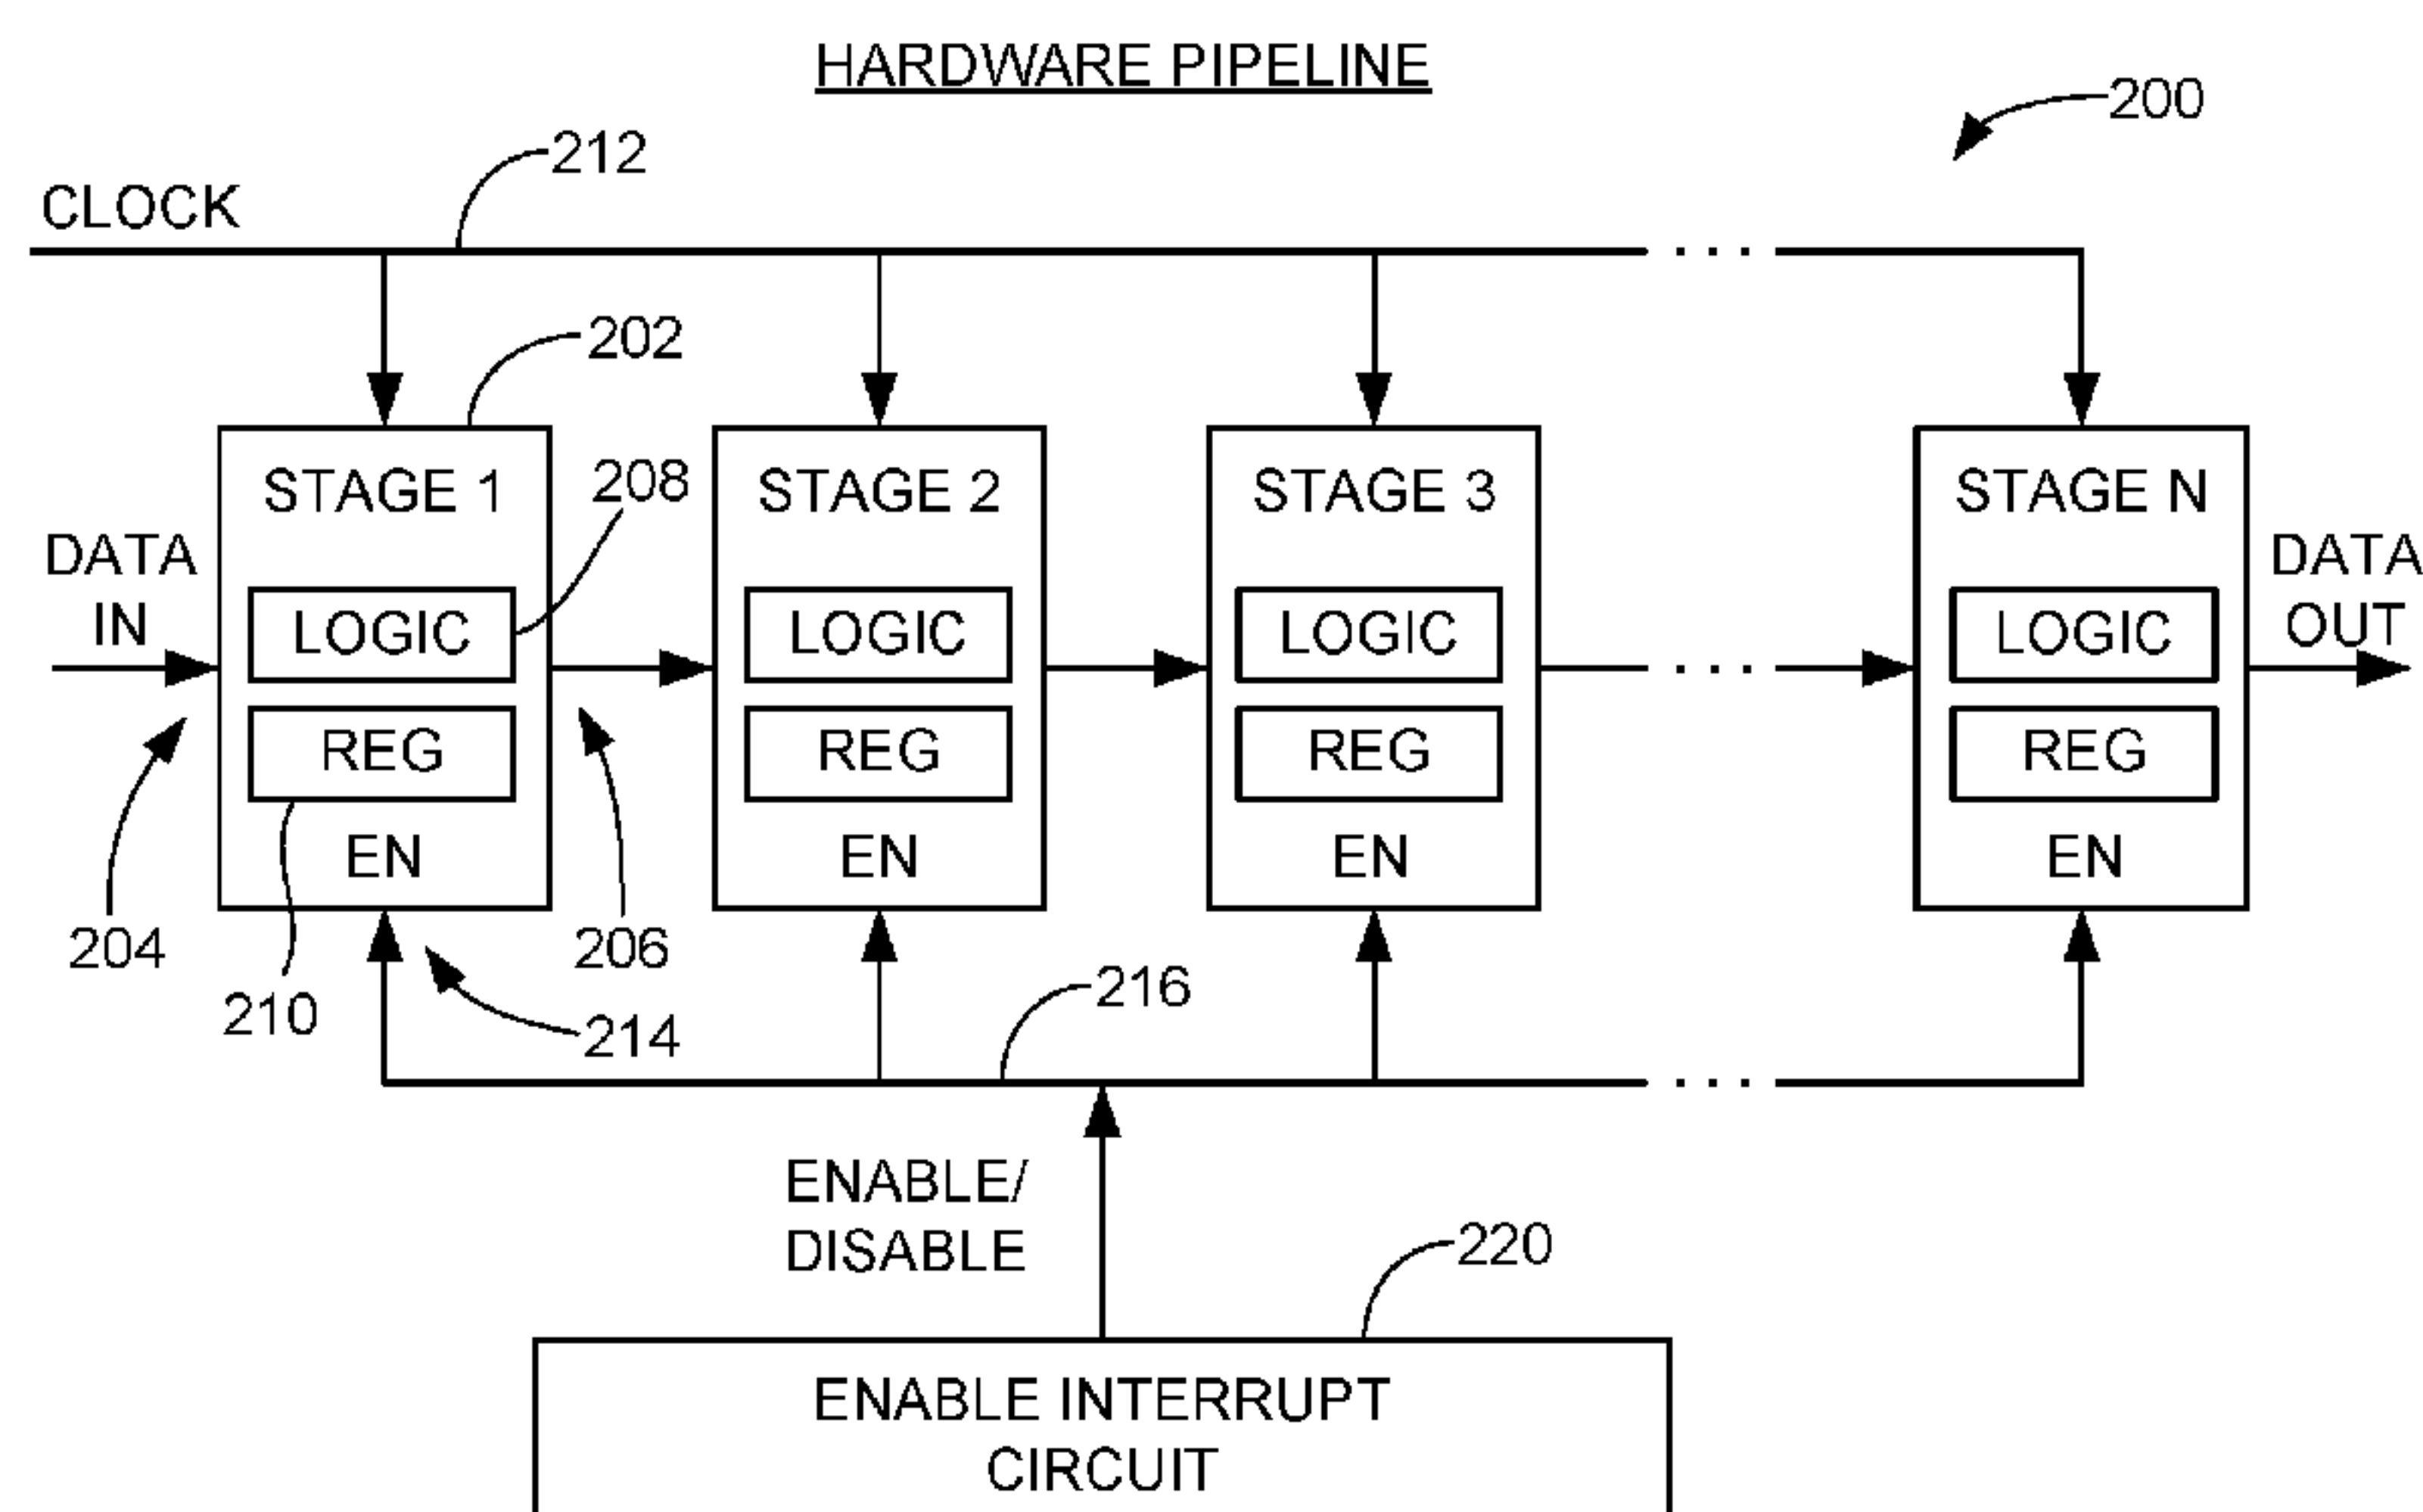 HARDWARE PIPELINE
200
212
CLOCK
202
STAGE 1
208
STAGE 2
STAGE 3
STAGE N
DATA
IN
DATA
OUT
LOGIC
LOGIC
LOGIC
LOGIC
REG
REG
REG
REG
EN
EN
EN
EN
204
206
210
214
216
ENABLE/
DISABLE
220
ENABLE INTERRUPT
CIRCUIT